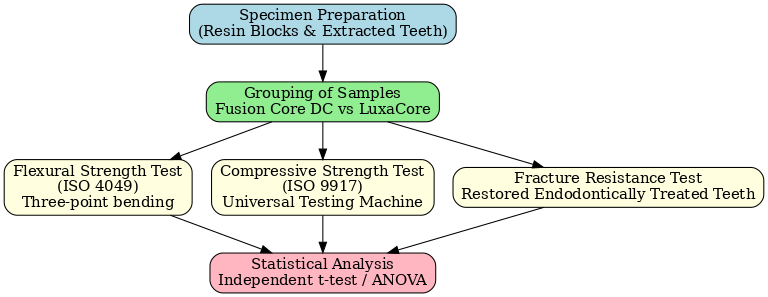 Specimen Preparation
(Resin Blocks & Extracted Teeth)
Grouping of Samples
Fusion Core DC vs LuxaCore
Flexural Strength Test
(ISO 4049)
Three-point bending
Compressive Strength Test
(ISO 9917)
Universal Testing Machine
Fracture Resistance Test
Restored Endodontically Treated Teeth
Statistical Analysis
Independent t-test / ANOVA